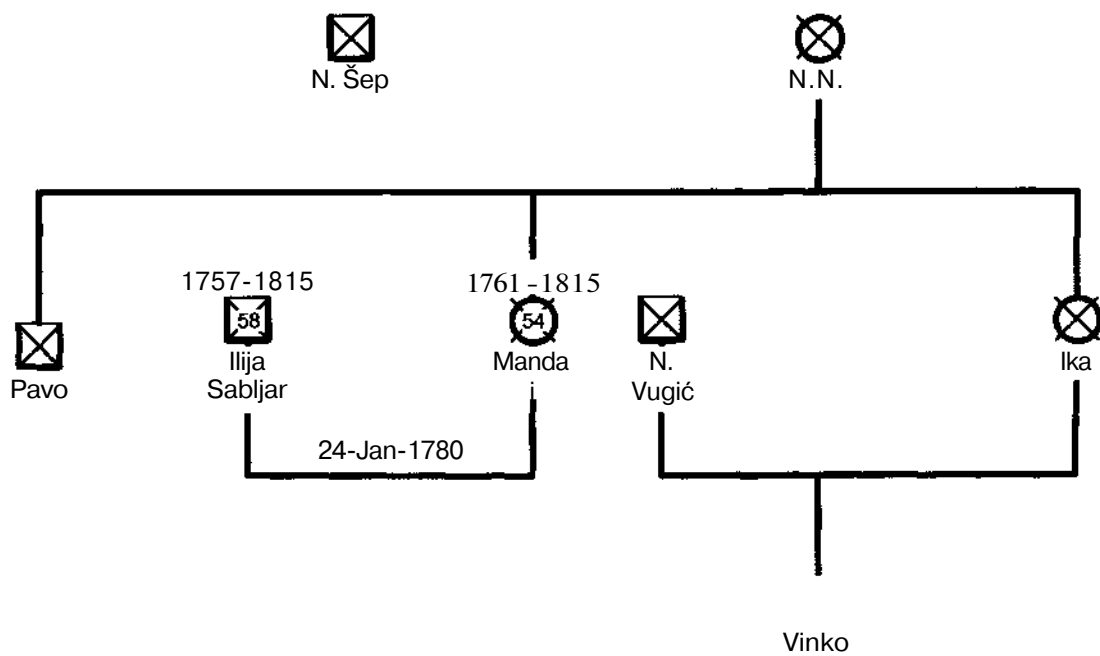 N. Šep
N.N.
1757-1815
1761-1815
58
54
Pavo
Ilija
Sabljar
Manda
N.
Vugić
Ika
24-Jan-1780
Vinko